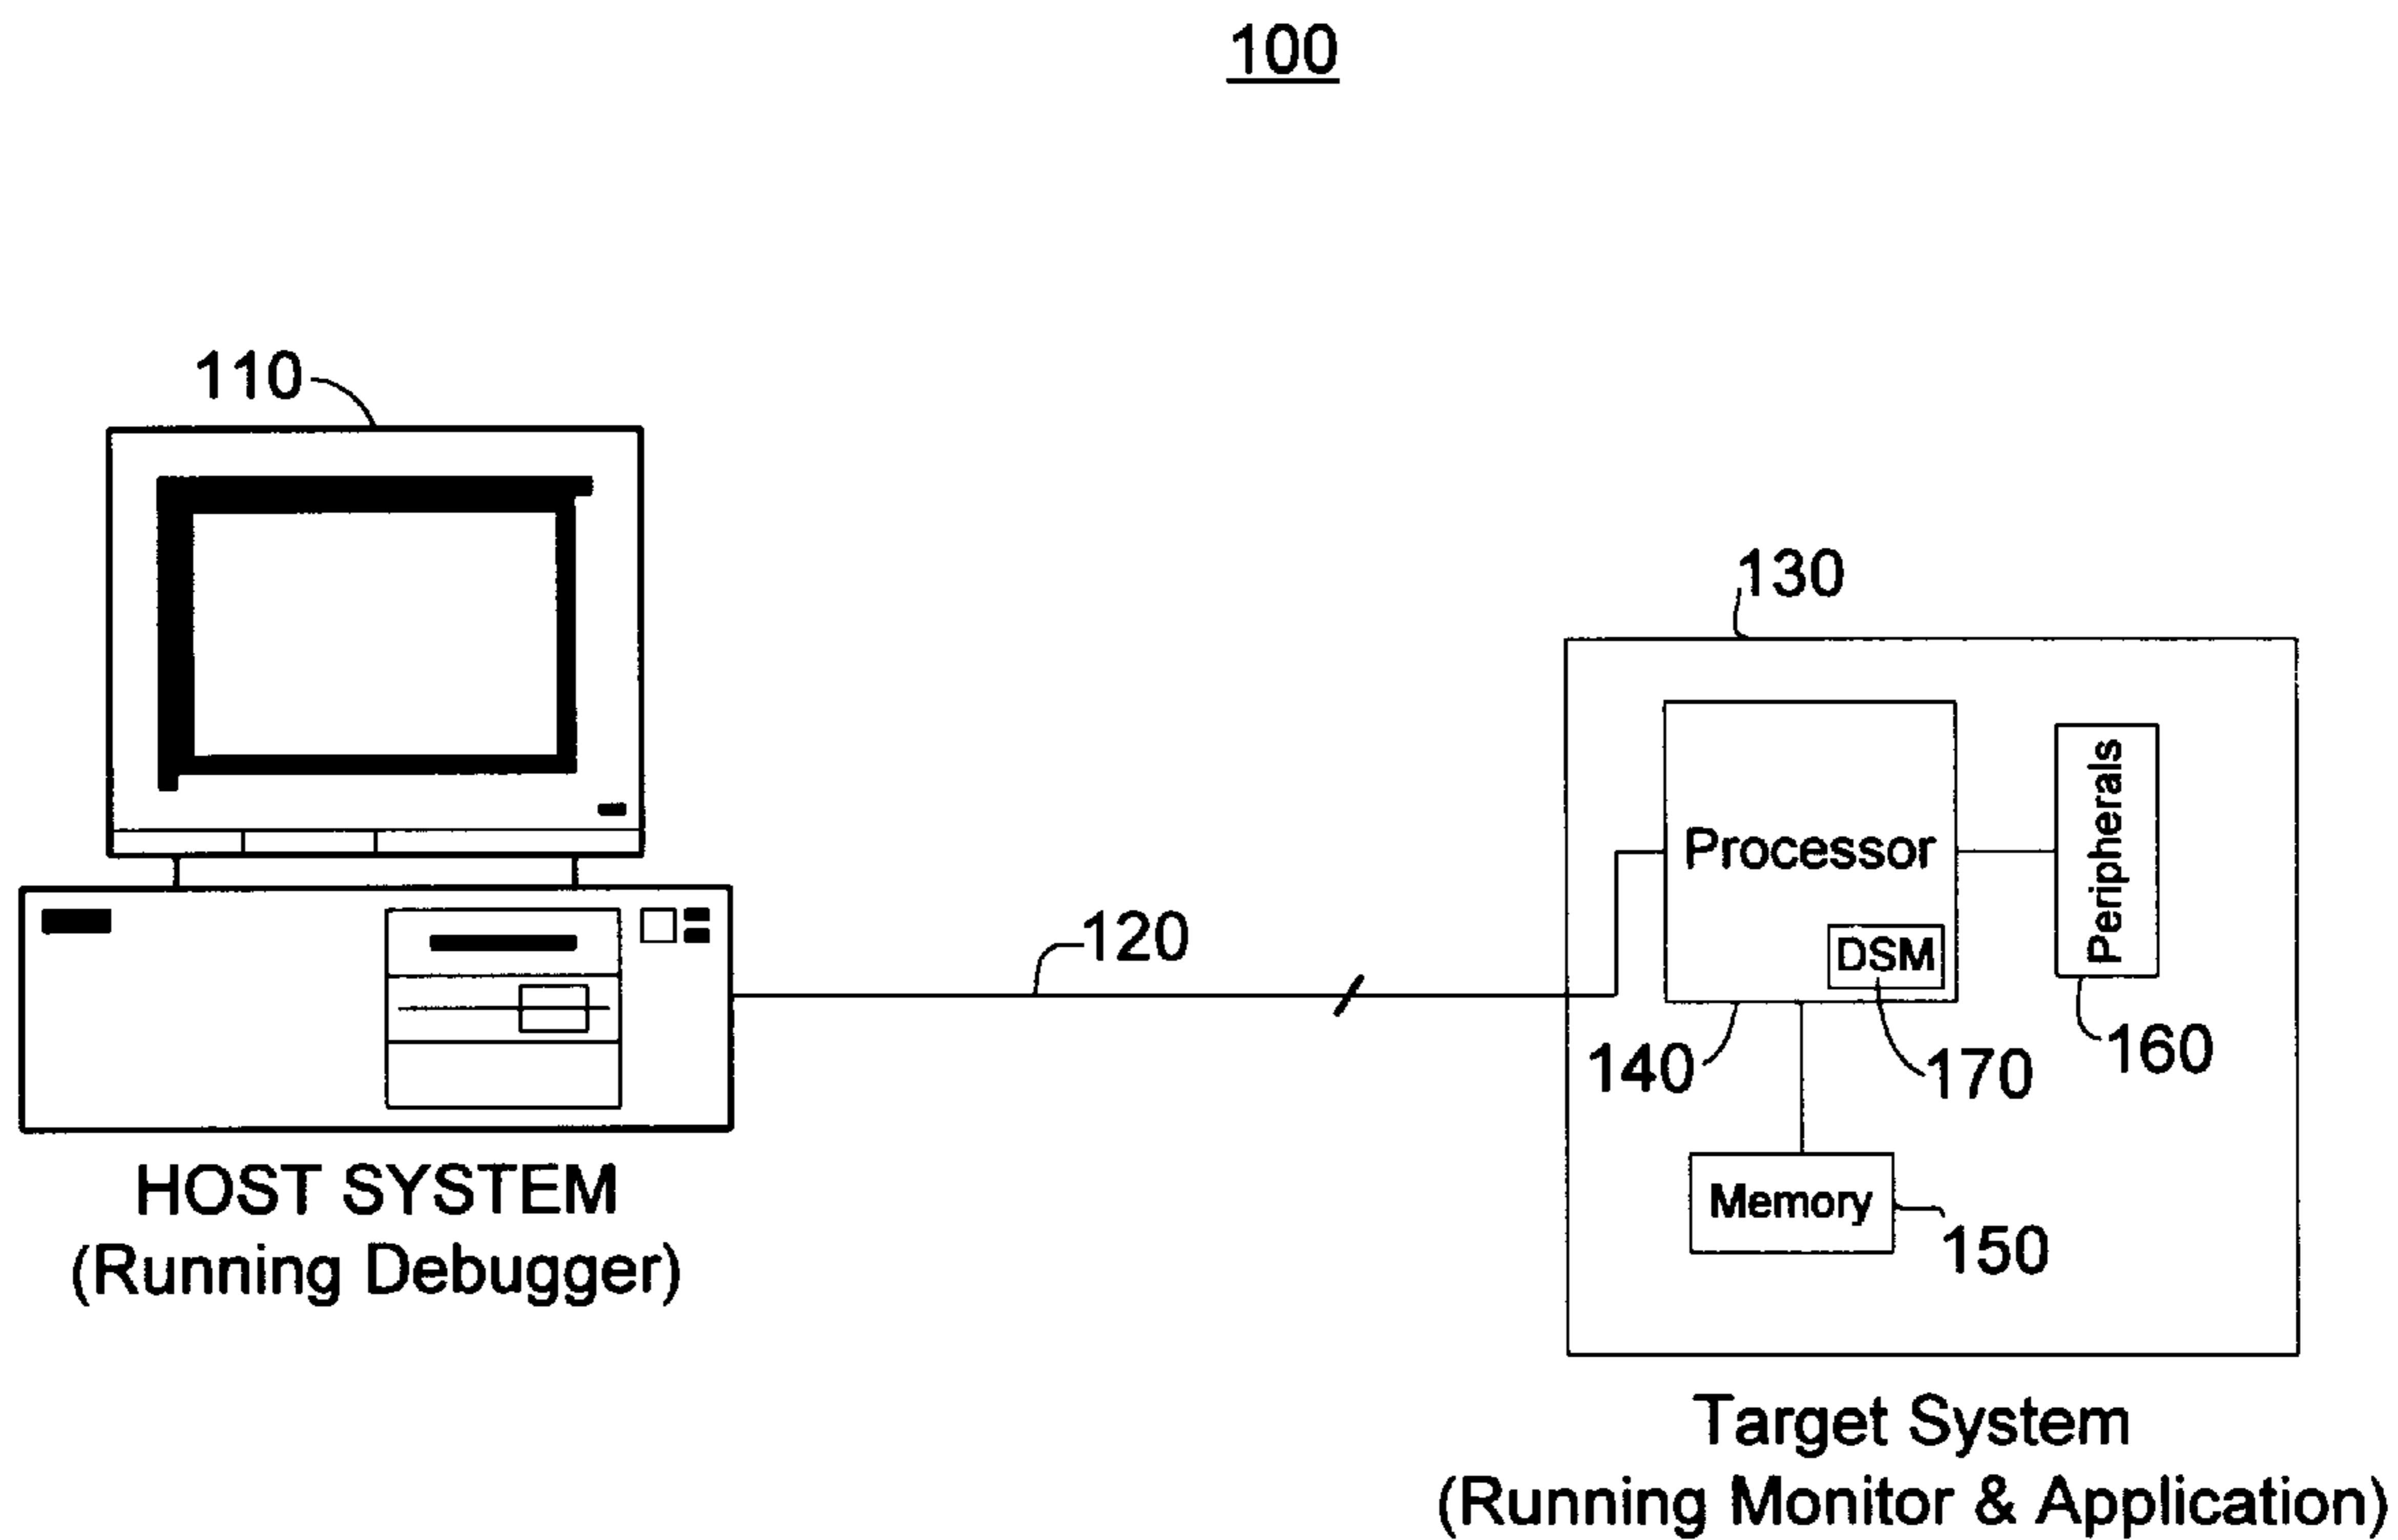 100
110
130
Processor
Peripherals
DSM
120
140
170
160
Memory
150
HOST SYSTEM
(Running Debugger)
Target System
(Running Monitor & Application)